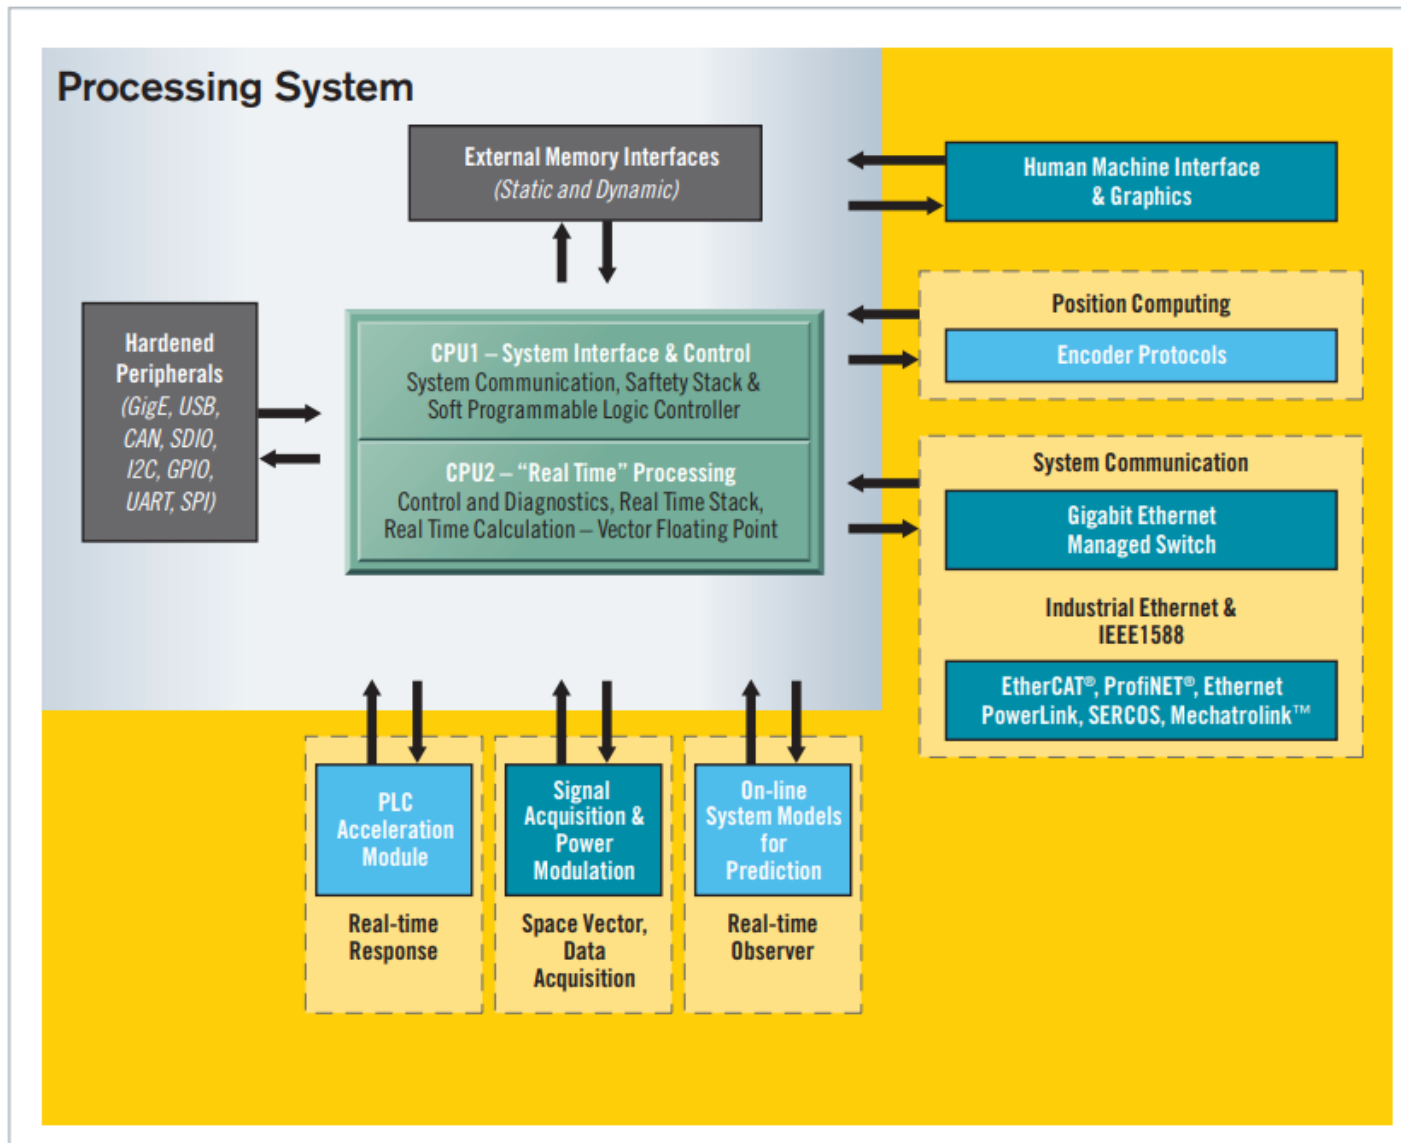 Processing System
External Memory Interfaces
(Static and Dynamic)
Human Machine Interface
& Graphics
Hardened
Peripherals
(GigE, USB,
CAN, SDIO,
I2C, GPIO,
UART, SPI)
CPU1 – System Interface & Control
System Communication, Saftety Stack &
Soft Programmable Logic Controller
CPU2 – “Real Time” Processing
Control and Diagnostics, Real Time Stack,
Real Time Calculation – Vector Floating Point
Position Computing
Encoder Protocols
System Communication
Gigabit Ethernet
Managed Switch
Industrial Ethernet &
IEEE1588
EtherCAT®, ProfiNET®, Ethernet
PowerLink, SERCOS, Mechatrolink™
PLC
Acceleration
Module
Real-time
Response
Signal
Acquisition &
Power
Modulation
Space Vector,
Data
Acquisition
On-line
System Models
for
Prediction
Real-time
Observer